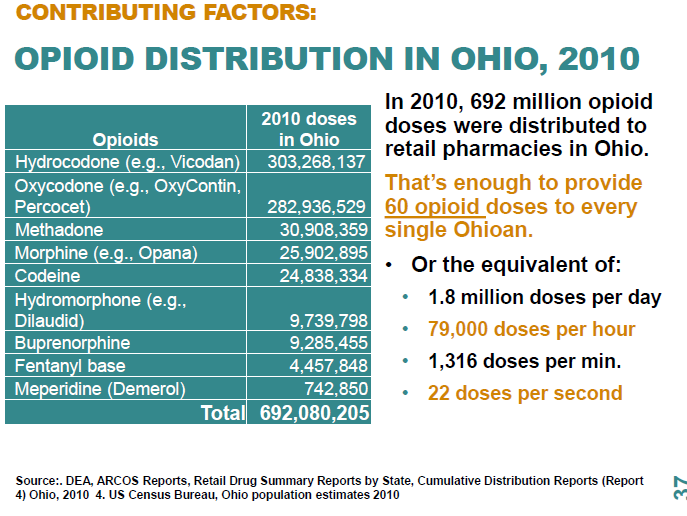 CONTRIBUTING FACTORS:
OPIOID DISTRIBUTION IN OHIO, 2010
Opioids 2010 doses in Ohio
Hydrocodone (e.g., Vicodan) 303,268,137
Oxycodone (e.g., OxyContin,
Percocet) 282,936,529
Methadone 30,908,359
Morphine (e.g., Opana) 25,902,895
Codeine 24,838,334
Hydromorphone (e.g.,
Dilaudid) 9,739,798
Buprenorphine 9,285,455
Fentanyl base 4,457,848
Meperidine (Demerol) 742,850
Total 692,080,205
In 2010, 692 million opioid
doses were distributed to
retail pharmacies in Ohio.
That’s enough to provide
60 opioid doses to every
single Ohioan.
• Or the equivalent of:
• 1.8 million doses per day
• 79,000 doses per hour
• 1,316 doses per min.
• 22 doses per second
Source:. DEA, ARCOS Reports, Retail Drug Summary Reports by State, Cumulative Distribution Reports (Report
4) Ohio, 2010 4. US Census Bureau, Ohio population estimates 2010
37